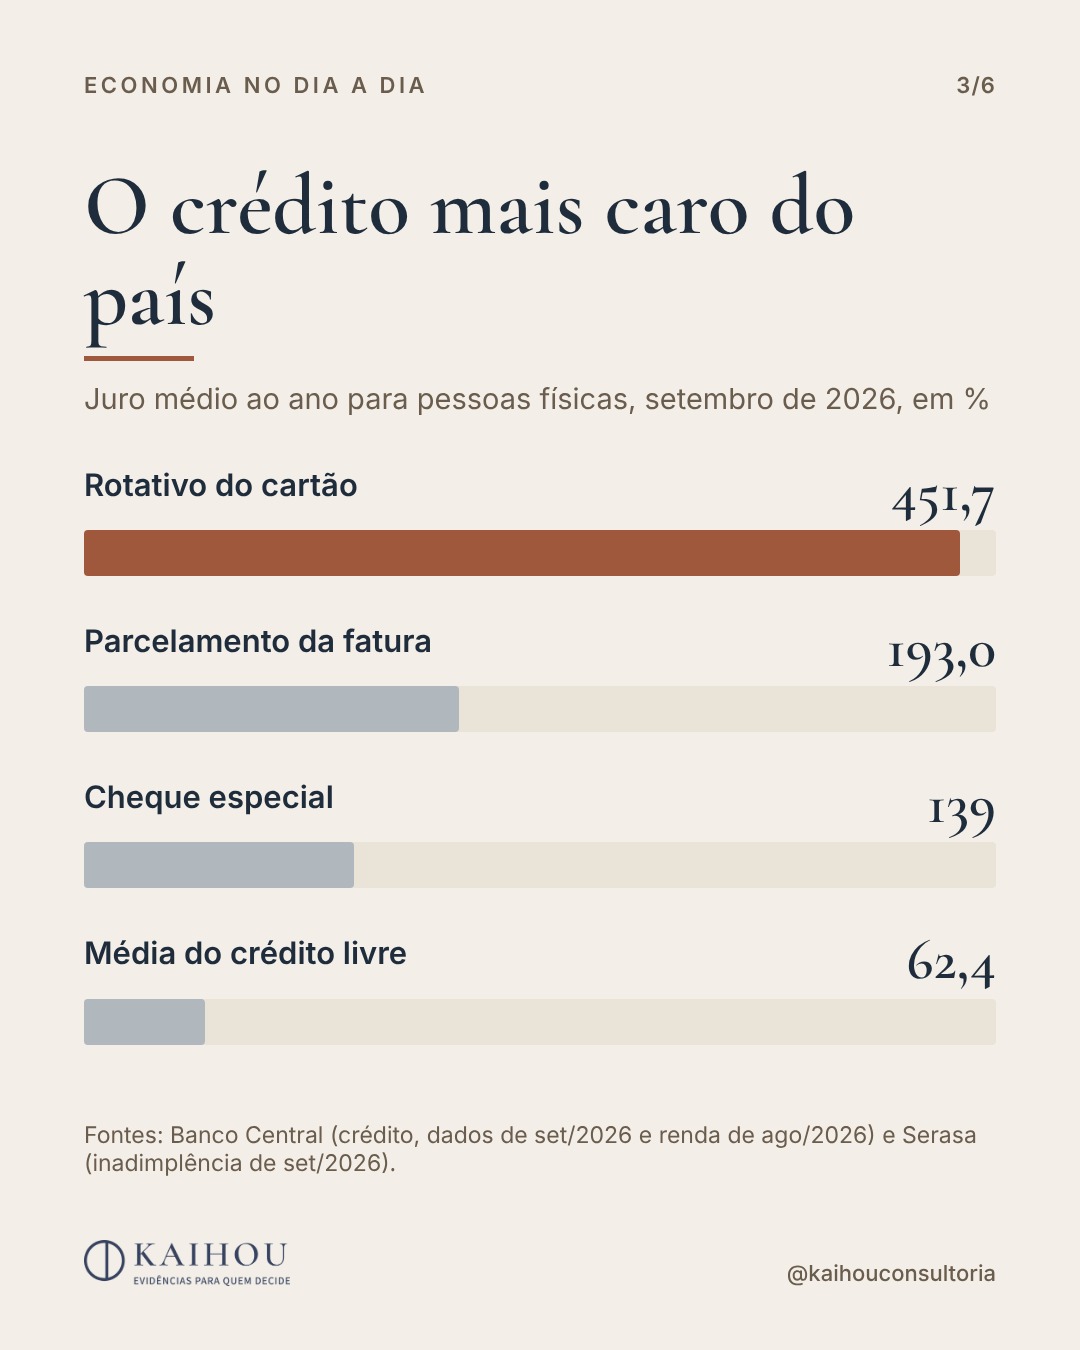 ECONOMIA NO DIA A DIA
3/6
O crédito mais caro do
país
Juro médio ao ano para pessoas físicas, setembro de 2026, em %
Rotativo do cartão
451,7
Parcelamento da fatura
193,0
Cheque especial
139
Média do crédito livre
62,4
Fontes: Banco Central (crédito, dados de set/2026 e renda de ago/2026) e Serasa
(inadimplência de set/2026).
KAIHOU
EVIDÊNCIAS PARA QUEM DECIDE
@kaihouconsultoria